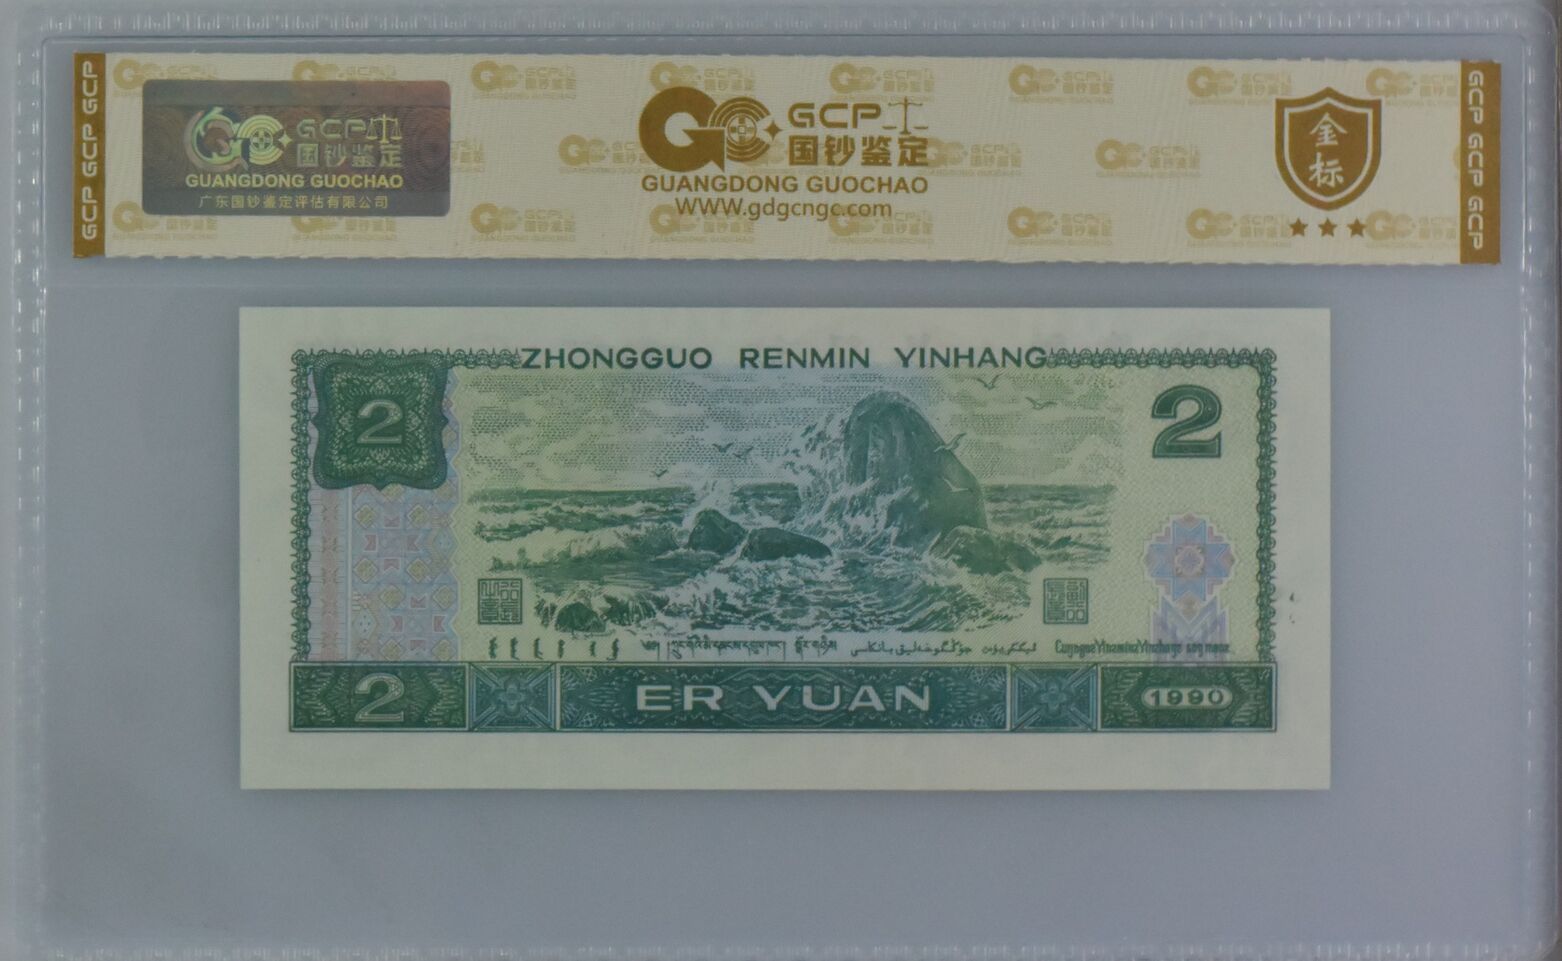 GCP GCP GCP
GCP
国钞鉴定
GUANGDONG GUOCHAO
广东国钞鉴定评估有限公司
GCP
国钞鉴定
GUANGDONG GUOCHAO
WWW.gdgcngc.com
金标
GCP GCP GCP
ZHONGGUO RENMIN YINHANG
2
2
2
ER YUAN
1990